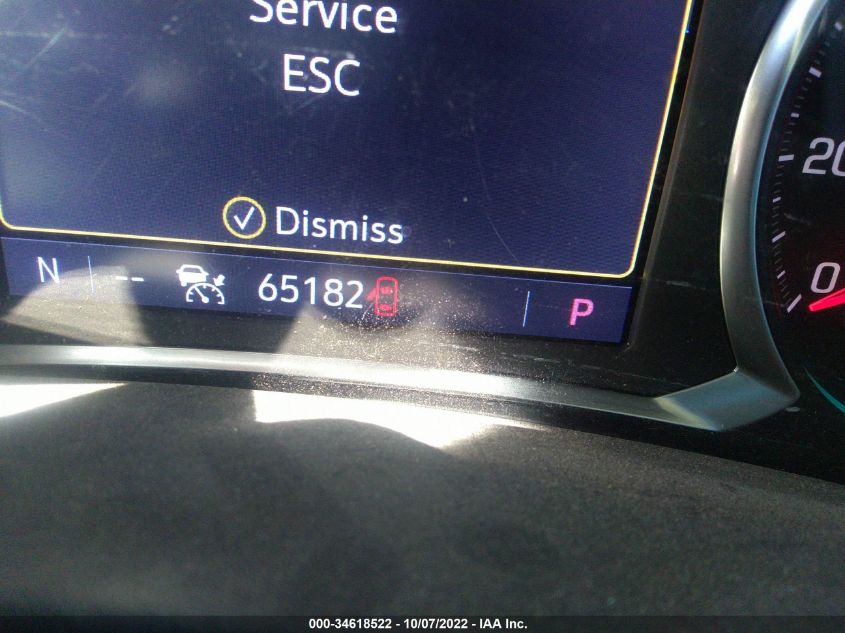 Service
ESC
Dismiss
N -- 65182 P
20
0
000-34618522 - 10/07/2022 - IAA Inc.